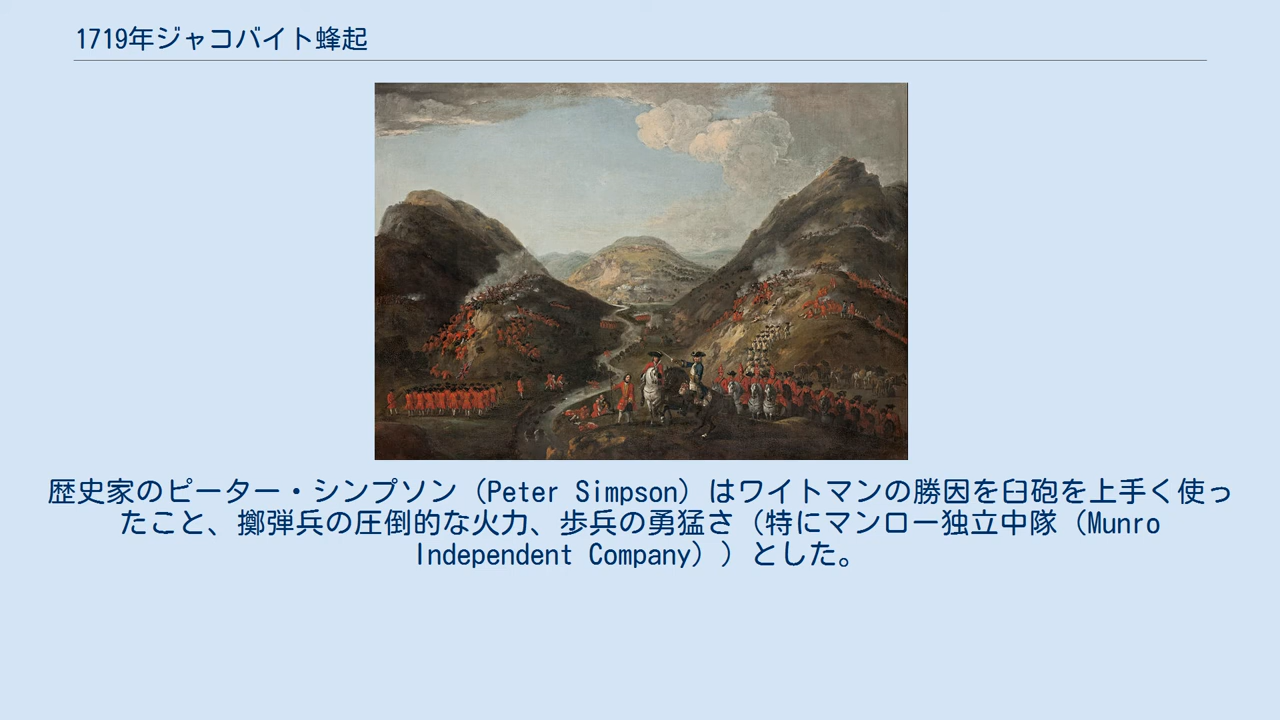 1719年ジャコバイト蜂起
歴史家のピーター・シンプソン（Peter Simpson）はワイトマンの勝因を臼砲を上手く使っ
たこと、擲弾兵の圧倒的な火力、歩兵の勇猛さ（特にマンロー独立中隊（Munro
Independent Company））とした。